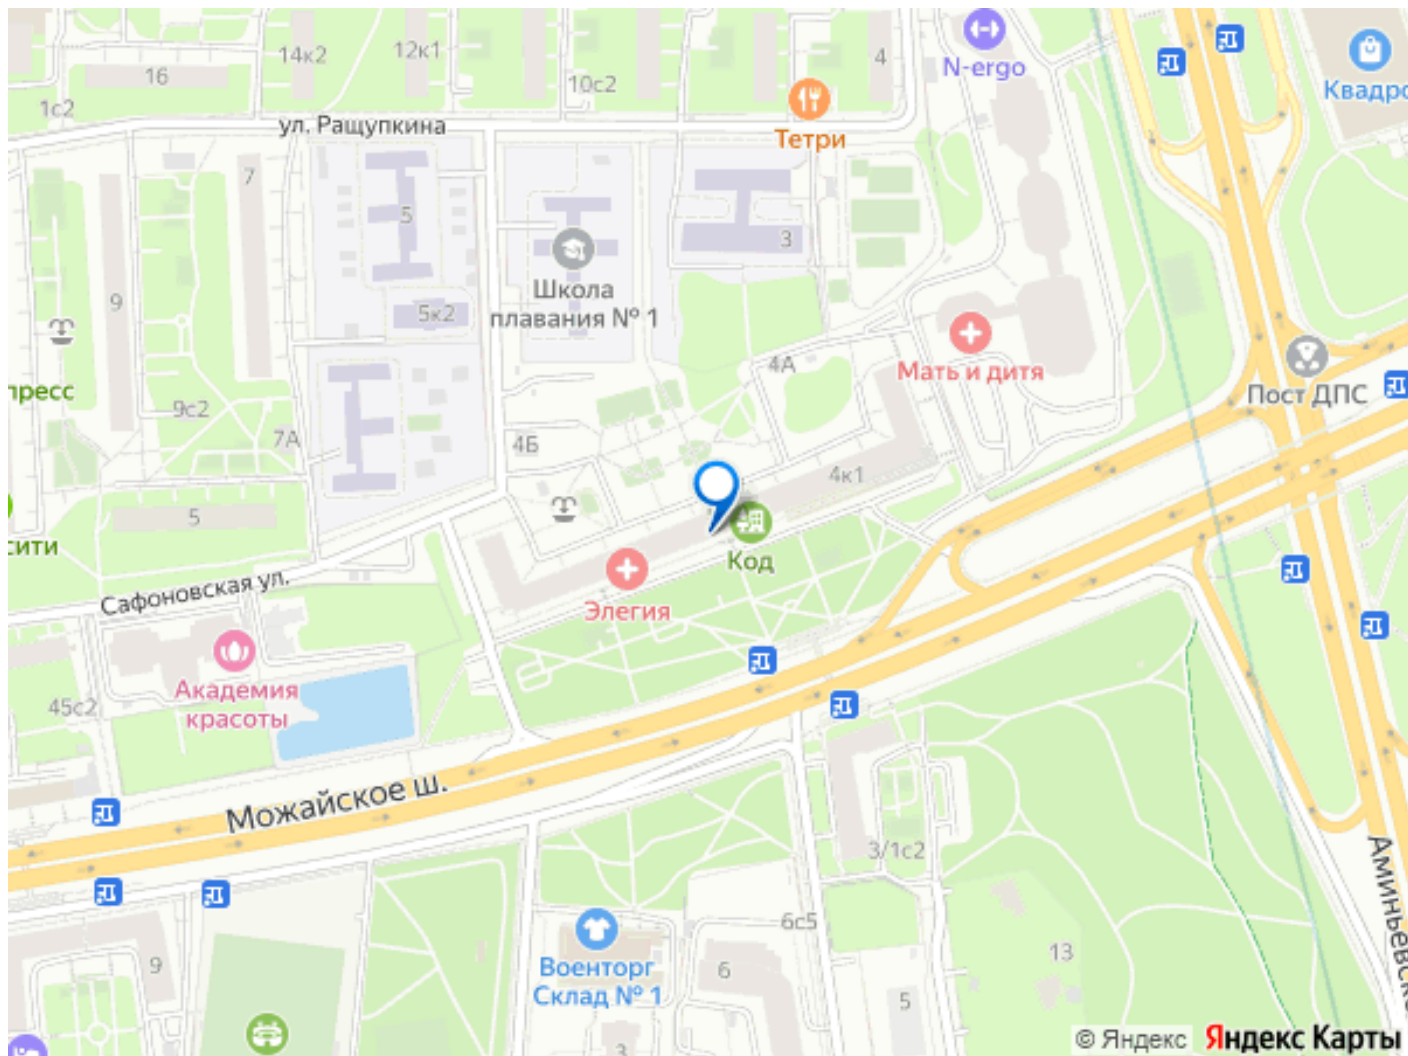 14к2
12к1
16
10с2
1с2
4
N-ergo
Квадро
ул. Ращупкина
Тетри
7
5
3
Школа
плавания № 1
9
5к2
Мать и дитя
4А
Пост ДПС
пресс
9с2
7А
4Б
4к1
5
сити
Код
Сафоновская ул.
Элегия
Академия
красоты
45с2
Можайское ш.
3/1с2
Аминьевско
6с5
9
Военторг
Склад № 1
6
13
5
3
© Яндекс Яндекс Карты